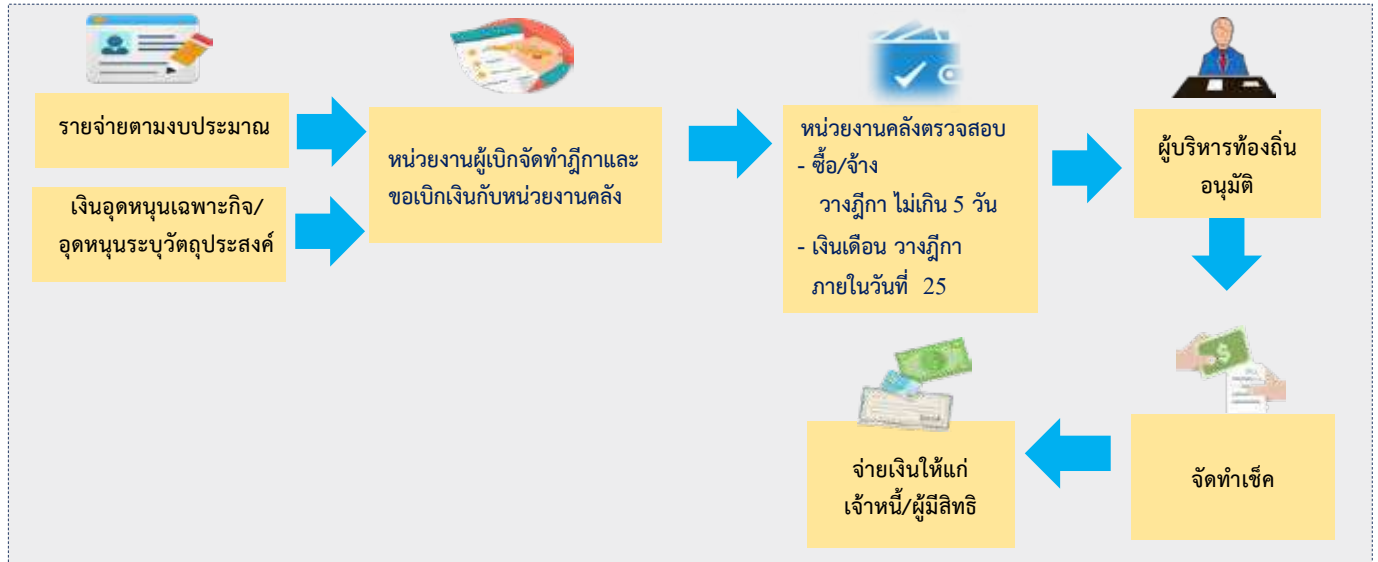 รายจ่ายตามงบประมาณ
เงินอุดหนุนเฉพาะกิจ/
อุดหนุนระบุวัตถุประสงค์
หน่วยงานผู้เบิกจัดทำฎีกาและ
ขอเบิกเงินกับหน่วยงานคลัง
หน่วยงานคลังตรวจสอบ
- ซื้อ/จ้าง
วางฎีกา ไม่เกิน 5 วัน
- เงินเดือน วางฎีกา
ภายในวันที่ 25
ผู้บริหารท้องถิ่น
อนุมัติ
จัดทำเช็ค
จ่ายเงินให้แก่
เจ้าหนี้/ผู้มีสิทธิ